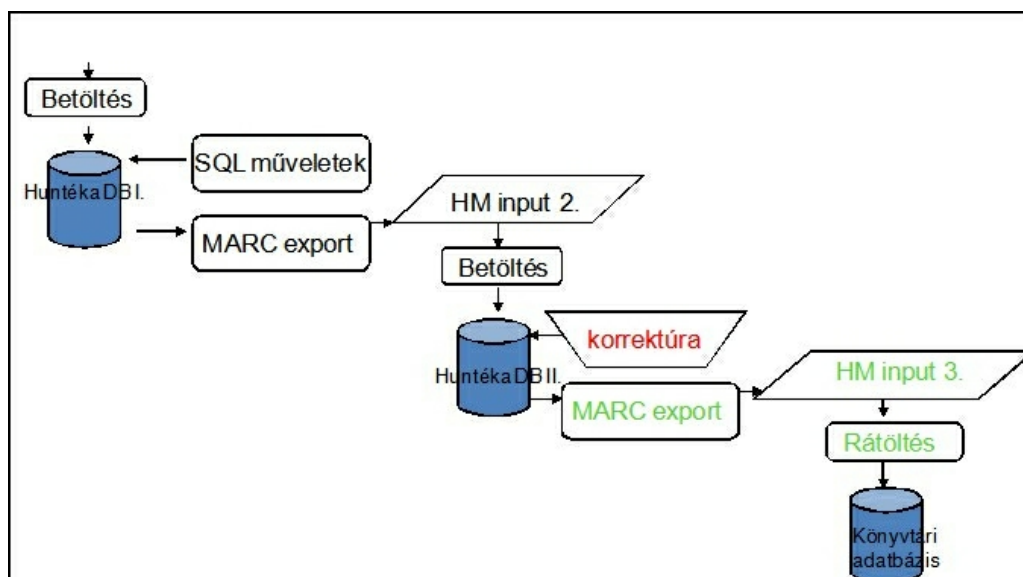 Betöltés
SQL műveletek
Huntéka DB I.
HM input 2.
MARC export
Betöltés
korrektúra
Huntéka DB II.
HM input 3.
MARC export
Rátöltés
Könyvtári
adatbázis